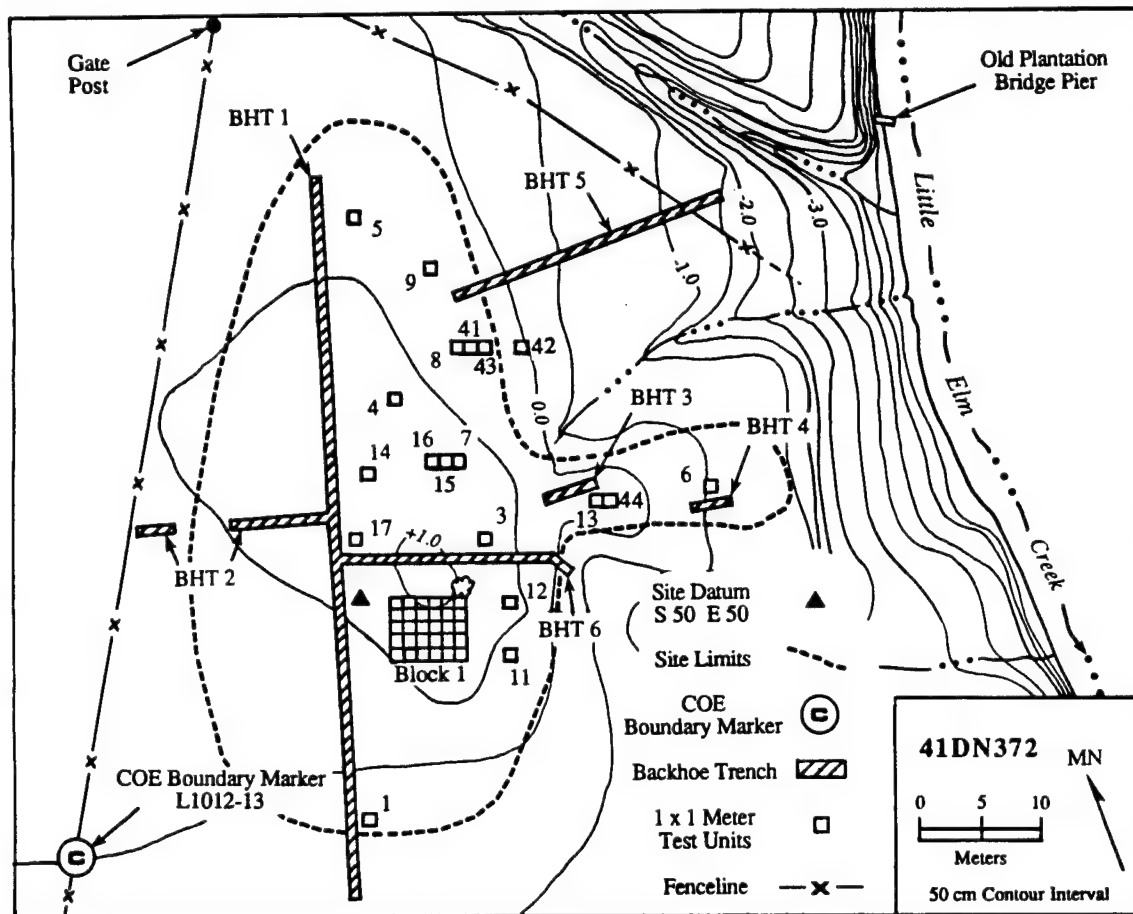 Gate
Post
Old Plantation
Bridge Pier
BHT 1
BHT 5
Little
Elm
Creek
-2.0
-3.0
-1.0
0.0
5
9
41
8
43
42
4
BHT 3
BHT 4
16
7
15
14
6
44
13
17
+1.0
3
BHT 2
12
BHT 6
11
Block 1
Site Datum
S 50 E 50
Site Limits
COE
Boundary Marker
C
Backhoe Trench
1 x 1 Meter
Test Units
Fenceline
x
COE Boundary Marker
L1012-13
C
1
41DN372
MN
0 5 10
Meters
50 cm Contour Interval